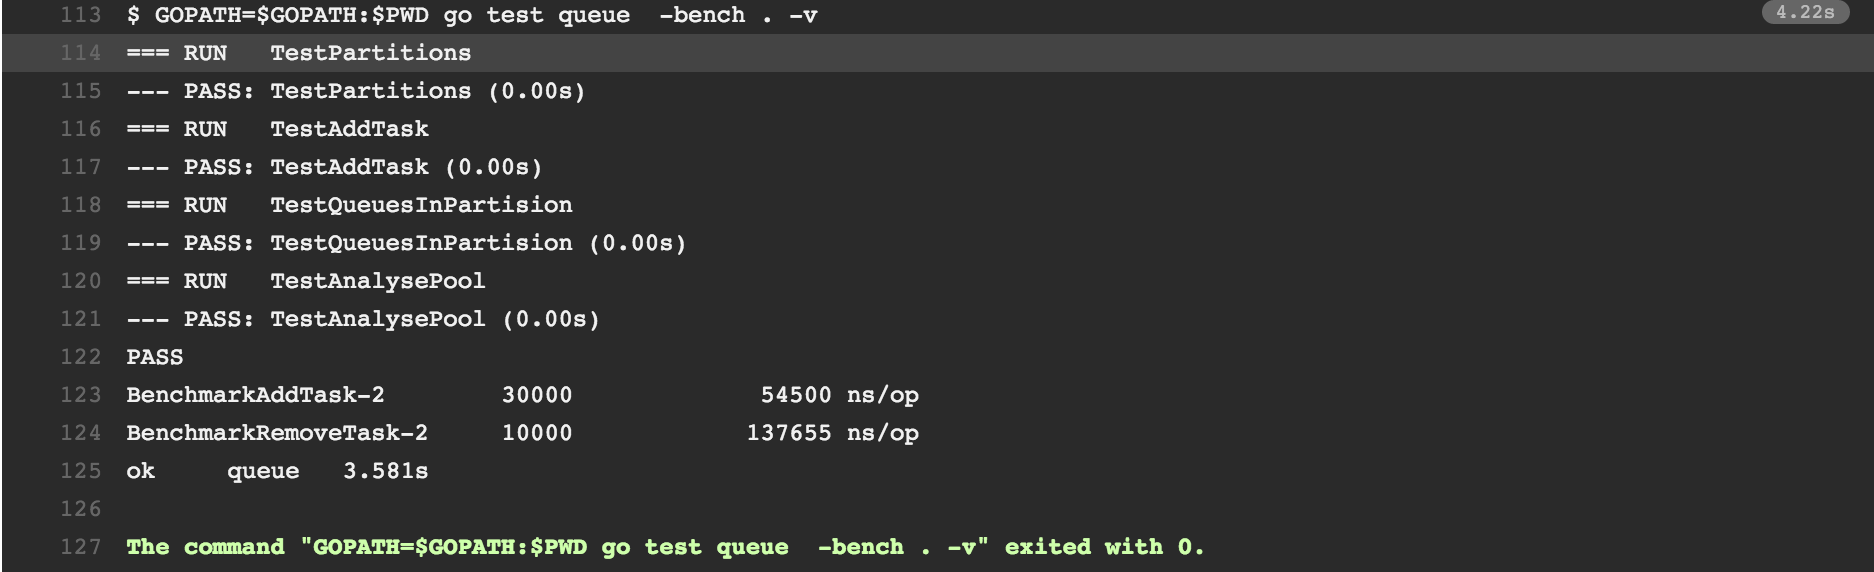 113 $ GOPATH=$GOPATH:$PWD go test queue  -bench . -v 4.22s
114 === RUN   TestPartitions
115 --- PASS: TestPartitions (0.00s)
116 === RUN   TestAddTask
117 --- PASS: TestAddTask (0.00s)
118 === RUN   TestQueuesInPartision
119 --- PASS: TestQueuesInPartision (0.00s)
120 === RUN   TestAnalysePool
121 --- PASS: TestAnalysePool (0.00s)
122 PASS
123 BenchmarkAddTask-2        30000             54500 ns/op
124 BenchmarkRemoveTask-2     10000            137655 ns/op
125 ok     queue   3.581s
126
127 The command "GOPATH=$GOPATH:$PWD go test queue  -bench . -v" exited with 0.